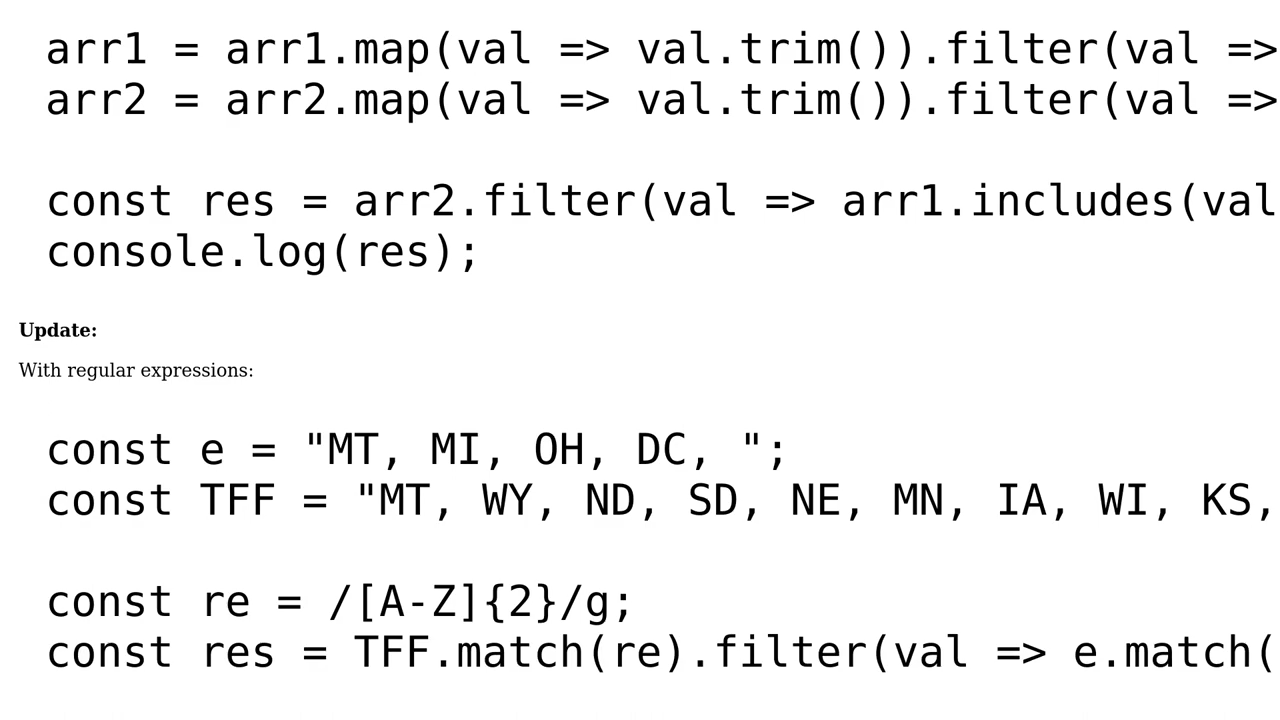 arr1 = arr1.map(val => val.trim()).filter(val =>
arr2 = arr2.map(val => val.trim()).filter(val =>
const res = arr2.filter(val => arr1.includes(val
console.log(res);
Update:
With regular expressions:
const e = "MT, MI, OH, DC, ";
const TFF = "MT, WY, ND, SD, NE, MN, IA, WI, KS,
const re = /[A-Z]{2}/g;
const res = TFF.match(re).filter(val => e.match(